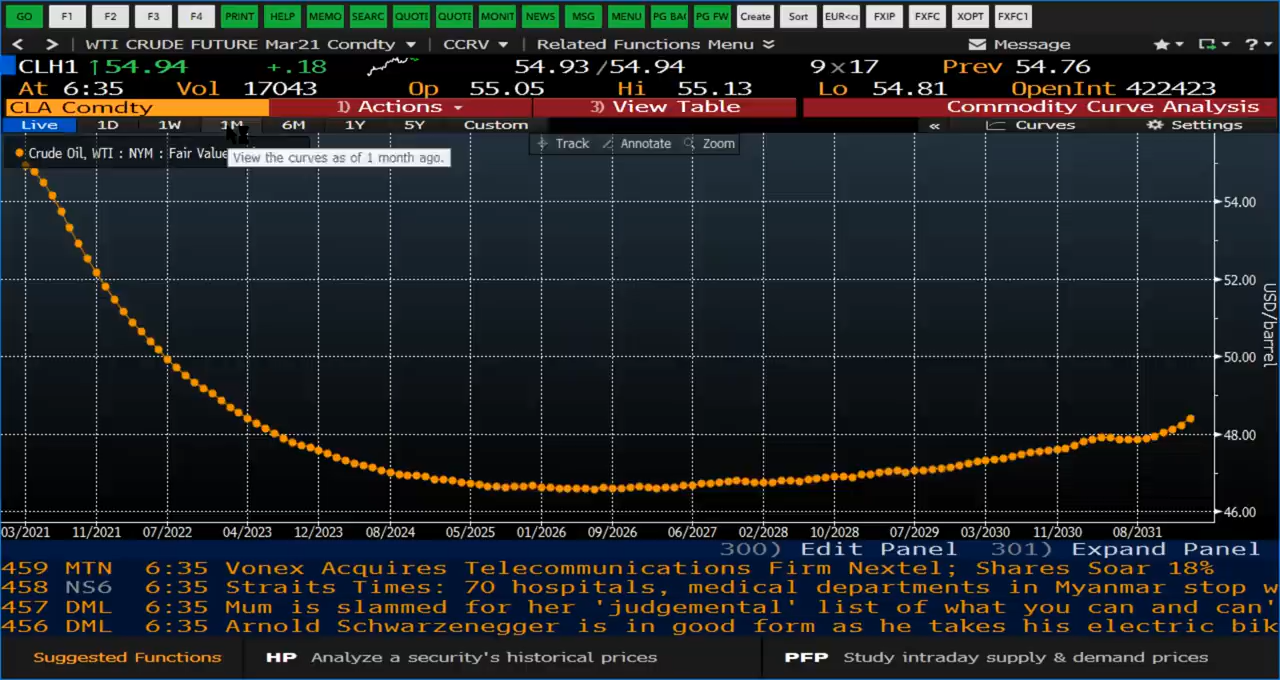 GO F1 F2 F3 F4 PRINT HELP MEMO SEARC QUOTE QUOTE MONIT NEWS MSG MENU PG BAC PG FW Create Sort EUR<cu FXIP FXFC XOPT FXFC1
< > WTI CRUDE FUTURE Mar21 Comdty CCRV Related Functions Menu Message ?
CLH1 ↑54.94 +.18 54.93 /54.94 9×17 Prev 54.76
At 6:35 Vol 17043 Op 55.05 Hi 55.13 Lo 54.81 OpenInt 422423
CLA Comdty 1) Actions 3) View Table Commodity Curve Analysis
Live 1D 1W 1M 6M 1Y 5Y Custom « Curves Settings
Track Annotate Zoom
Crude Oil, WTI : NYM : Fair Value
View the curves as of 1 month ago.
54.00
52.00
50.00
48.00
46.00
USD/barrel
03/2021 11/2021 07/2022 04/2023 12/2023 08/2024 05/2025 01/2026 09/2026 06/2027 02/2028 10/2028 07/2029 03/2030 11/2030 08/2031
300) Edit Panel 301) Expand Panel
459 MTN 6:35 Vonex Acquires Telecommunications Firm Nextel; Shares Soar 18%
458 NS6 6:35 Straits Times: 70 hospitals, medical departments in Myanmar stop w
457 DML 6:35 Mum is slammed for her 'judgemental' list of what you can and can'
456 DML 6:35 Arnold Schwarzenegger is in good form as he takes his electric bik
Suggested Functions HP Analyze a security's historical prices PFP Study intraday supply & demand prices